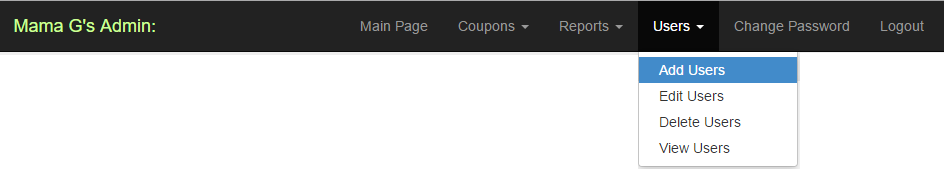 Mama G's Admin: Main Page Coupons Reports Users Change Password Logout
Add Users
Edit Users
Delete Users
View Users